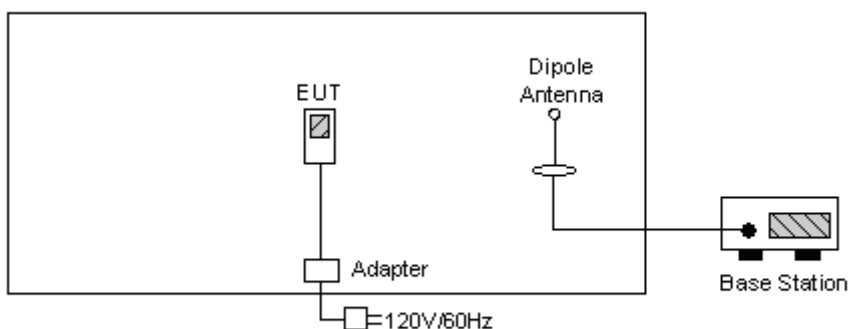 Dipole
Antenna
EUT
Adapter
Base Station
120V/60Hz